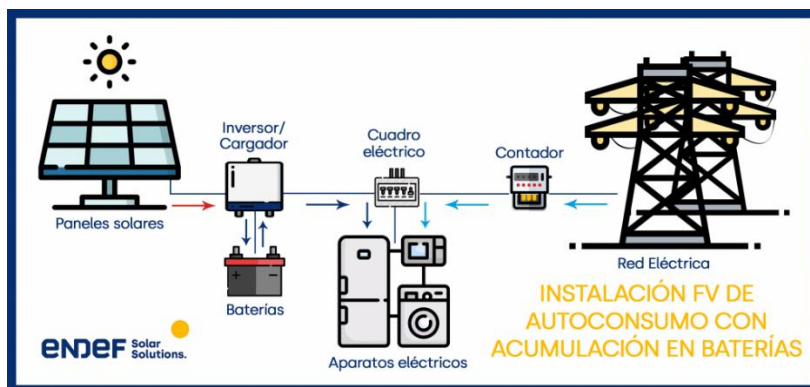 Inversor/
Cargador
Cuadro
eléctrico
Contador
Paneles solares
Baterías
Aparatos eléctricos
Red Eléctrica
INSTALACIÓN FV DE
AUTOCONSUMO CON
ACUMULACIÓN EN BATERÍAS
ENDEF Solar
Solutions.